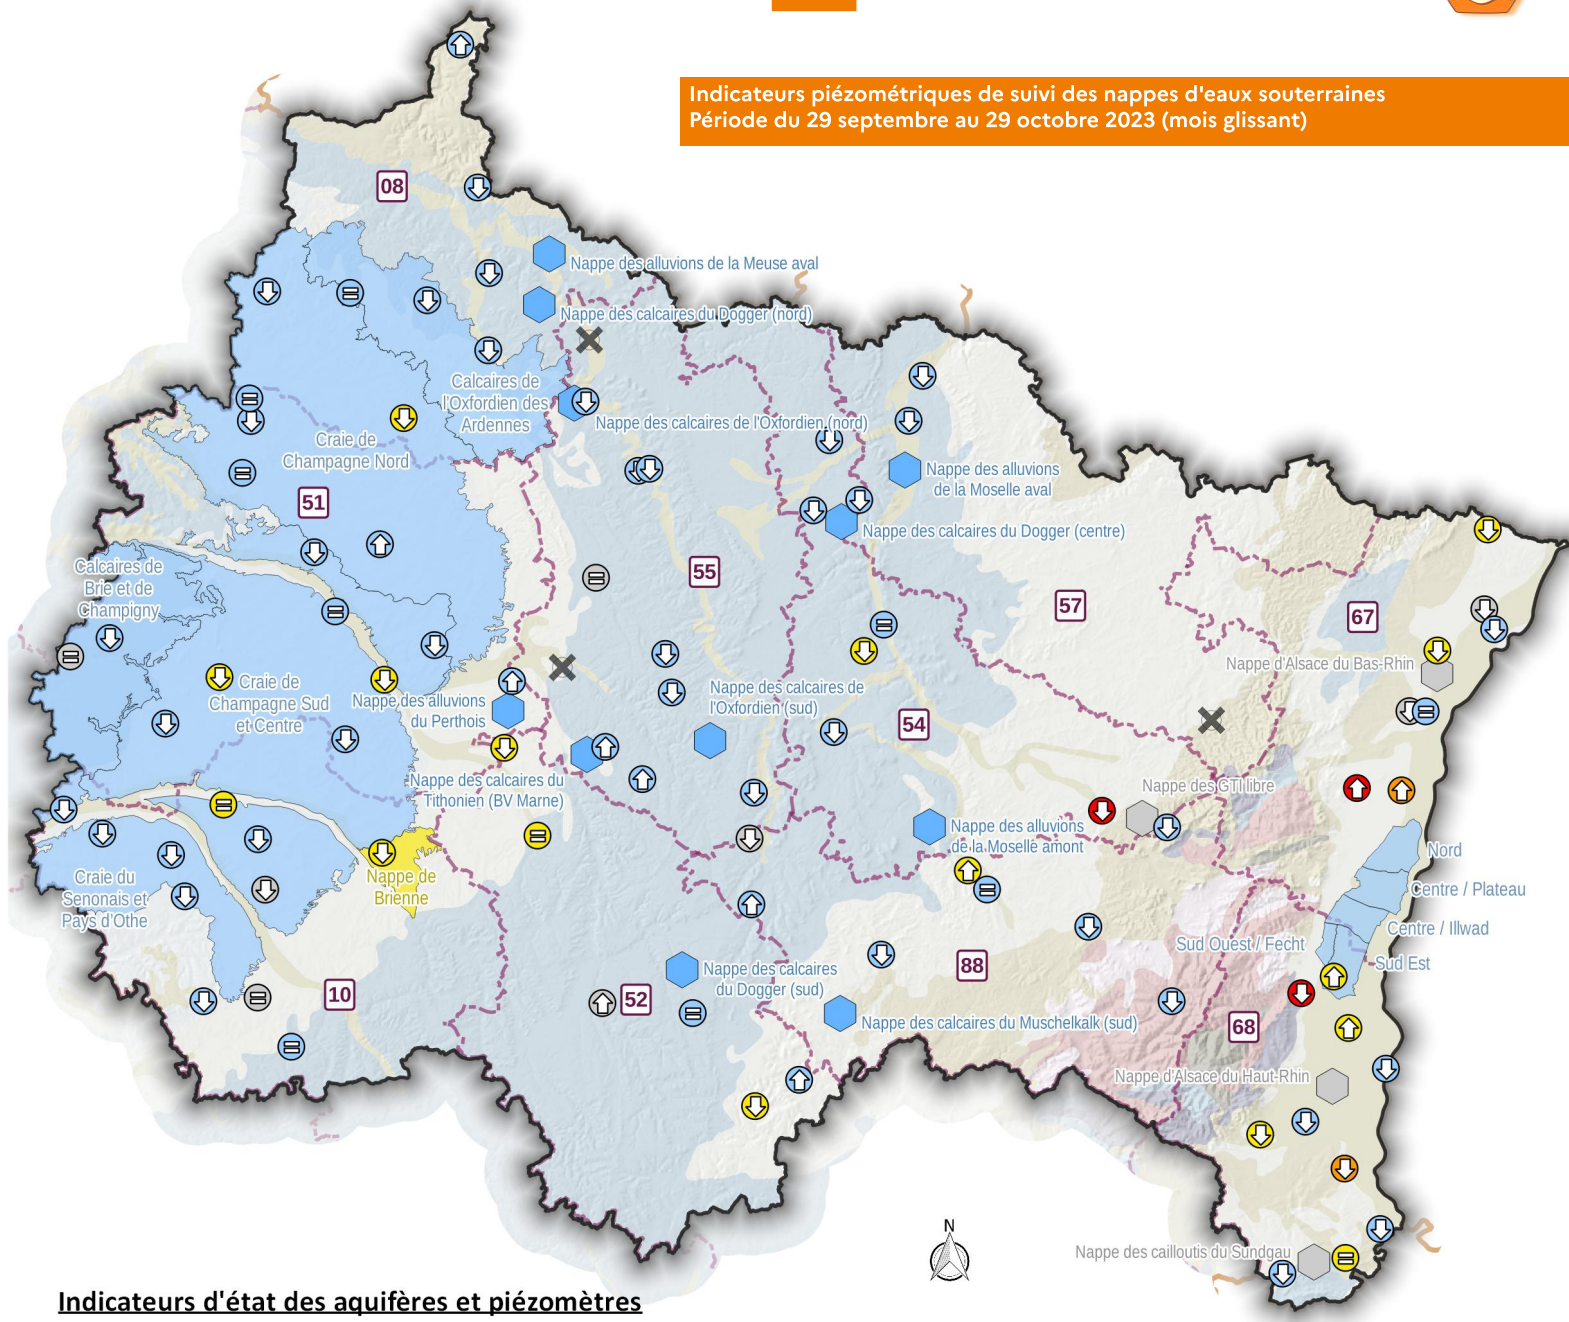 Indicateurs piézométriques de suivi des nappes d'eaux souterraines
Période du 29 septembre au 29 octobre 2023 (mois glissant)
08
Nappe des alluvions de la Meuse aval
Nappe des calcaires du Dogger (nord)
Calcaires de
l'Oxfordien des
Ardennes
Nappe des calcaires de l'Oxfordien (nord)
Craie de
Champagne Nord
Nappe des alluvions
de la Moselle aval
51
Nappe des calcaires du Dogger (centre)
Calcaires de
Brie et de
Champigny
55
57
67
Nappe d'Alsace du Bas-Rhin
Craie de
Champagne Sud
et Centre
Nappe des alluvions
du Perthois
Nappe des calcaires de
l'Oxfordien (sud)
54
Nappe des calcaires du
Tithonien (BV Marne)
Nappe des GTI libre
Nappe des alluvions
de la Moselle amont
Nord
Nappe de
Brienne
Craie du
Senonais et
Pays d'Othe
Centre / Plateau
Centre / Illwad
Sud Ouest / Fecht
Sud Est
88
Nappe des calcaires
du Dogger (sud)
10
52
Nappe des calcaires du Muschelkalk (sud)
68
Nappe d'Alsace du Haut-Rhin
N
Nappe des cailloutis du Sundgau
Indicateurs d'état des aquifères et piézomètres